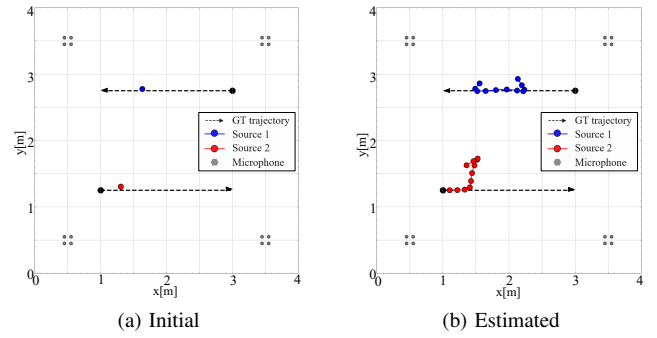 4
3
2
1
0
y[m]
0
1
2
3
4
x[m]
GT trajectory
Source 1
Source 2
Microphone
(a) Initial
4
3
2
1
0
y[m]
0
1
2
3
4
x[m]
GT trajectory
Source 1
Source 2
Microphone
(b) Estimated